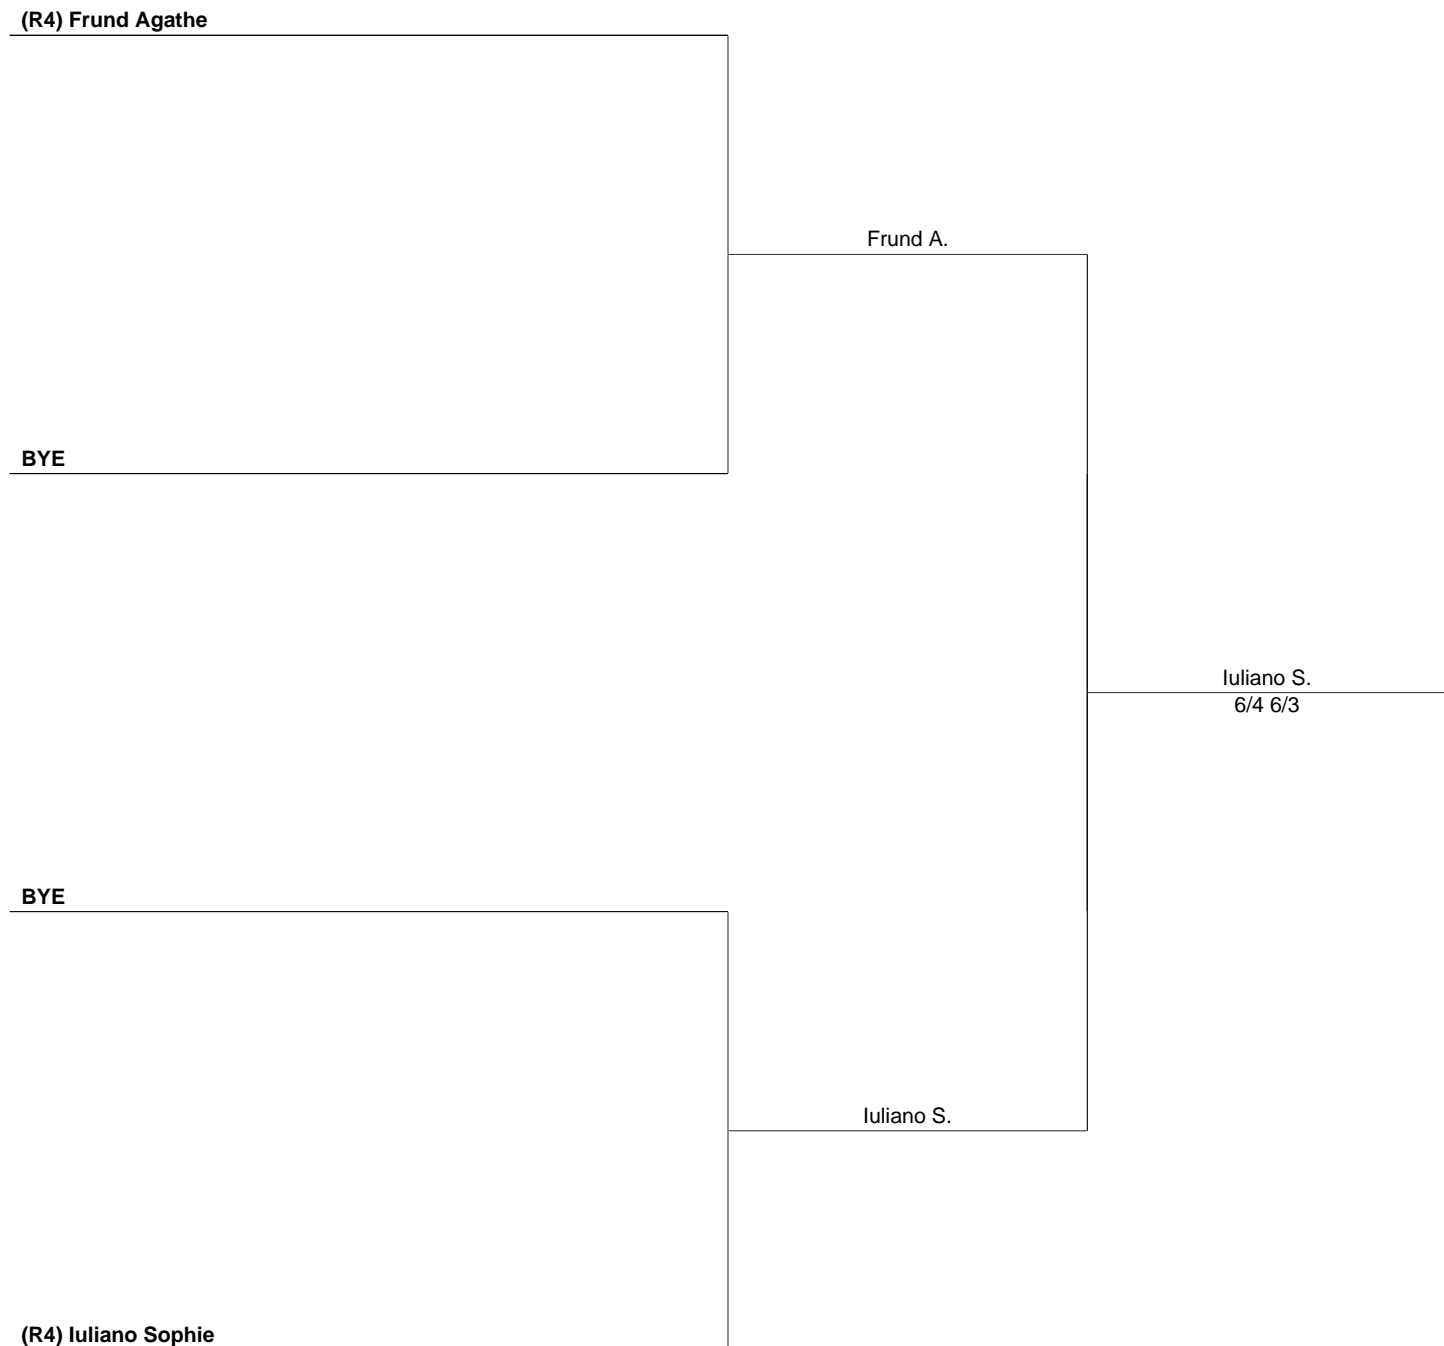 (R4) Frund Agathe
Frund A.
BYE
Iuliano S.
6/4 6/3
BYE
Iuliano S.
(R4) Iuliano Sophie